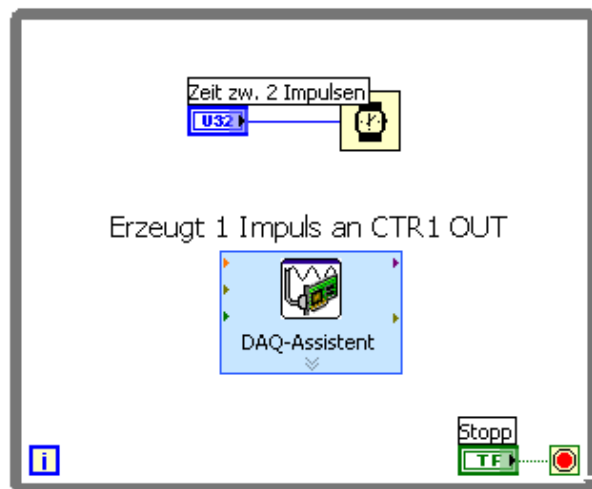 Zeit zw. 2 Impulsen
U32
Erzeugt 1 Impuls an CTR1 OUT
DAQ-Assistent
Stopp
TF
i